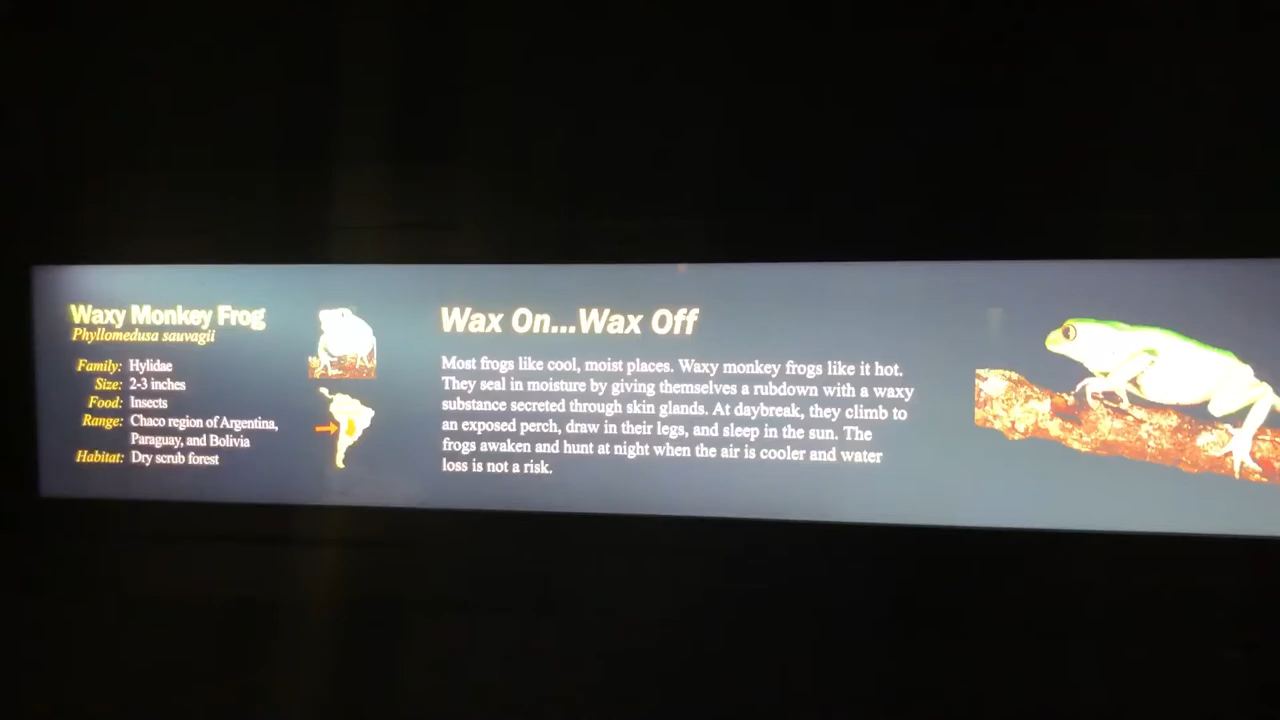 Waxy Monkey Frog
Phyllomedusa sauvagii
Family: Hylidae
Size: 2-3 inches
Food: Insects
Range: Chaco region of Argentina,
Paraguay, and Bolivia
Habitat: Dry scrub forest
Wax On...Wax Off
Most frogs like cool, moist places. Waxy monkey frogs like it hot.
They seal in moisture by giving themselves a rubdown with a waxy
substance secreted through skin glands. At daybreak, they climb to
an exposed perch, draw in their legs, and sleep in the sun. The
frogs awaken and hunt at night when the air is cooler and water
loss is not a risk.